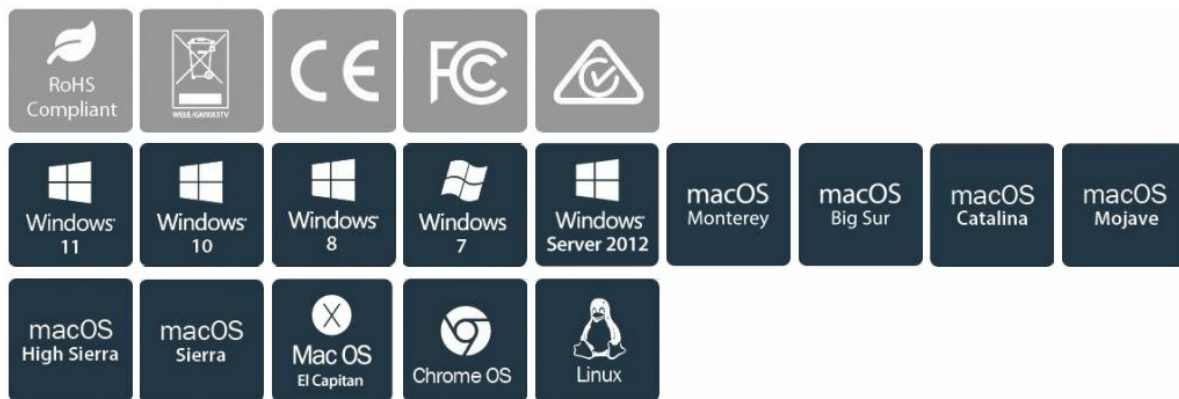 RoHS
Compliant
WEEE/GK0083TV
CE
FC
Windows
11
Windows
10
Windows
8
Windows
7
Windows
Server 2012
macOS
Monterey
macOS
Big Sur
macOS
Catalina
macOS
Mojave
macOS
High Sierra
macOS
Sierra
X
Mac OS
El Capitan
Chrome OS
Linux